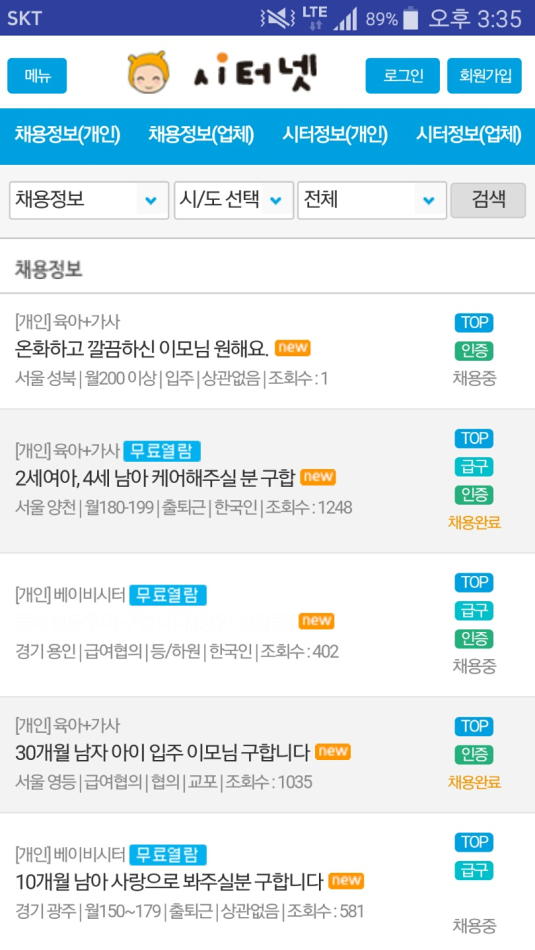 SKT LTE 89% 오후 3:35
메뉴 시터넷 로그인 회원가입
채용정보(개인) 채용정보(업체) 시터정보(개인) 시터정보(업체)
채용정보 시/도 선택 전체 검색
채용정보
[개인] 육아+가사 TOP
온화하고 깔끔하신 이모님 원해요. new 인증
서울 성북 | 월200 이상 | 입주 | 상관없음 | 조회수 : 1 채용중
TOP
[개인] 육아+가사 무료열람 급구
2세여아, 4세 남아 케어해주실 분 구합 new 인증
서울 양천 | 월180-199 | 출퇴근 | 한국인 | 조회수 : 1248 채용완료
TOP
[개인] 베이비시터 무료열람 급구
new 인증
경기 용인 | 급여협의 | 등/하원 | 한국인 | 조회수 : 402 채용중
[개인] 육아+가사 TOP
30개월 남자 아이 입주 이모님 구합니다 new 인증
서울 영등 | 급여협의 | 협의 | 교포 | 조회수 : 1035 채용완료
TOP
[개인] 베이비시터 무료열람 급구
10개월 남아 사랑으로 봐주실분 구합니다 new
경기 광주 | 월150~179 | 출퇴근 | 상관없음 | 조회수 : 581 채용중